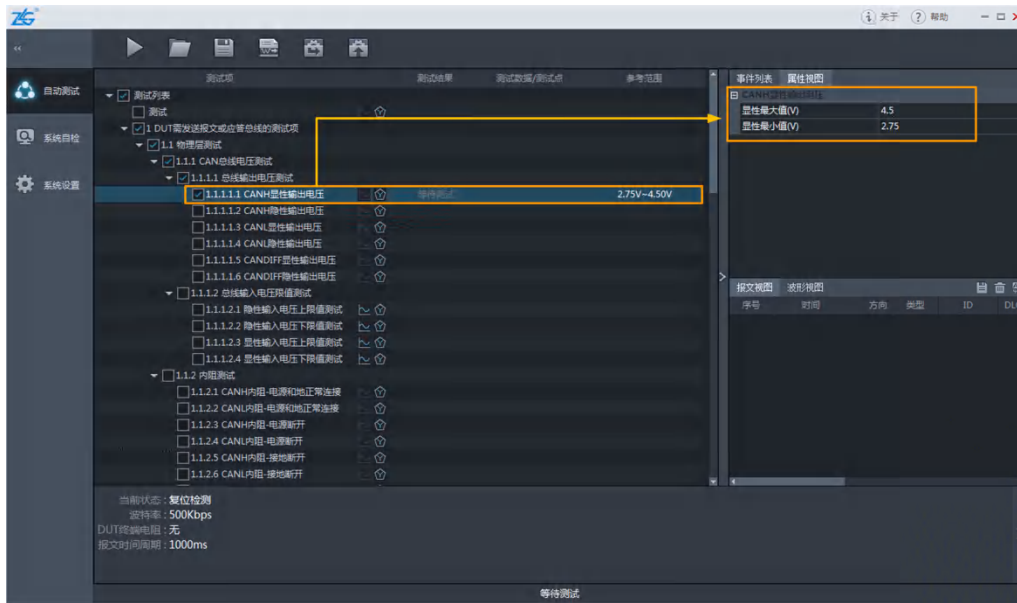 ZLG
关于
帮助
测试项
测试结果
测试数据/测试点
参考范围
事件列表
属性视图
自动测试
系统自检
系统设置
测试列表
测试
1 DUT需发送报文或应答总线的测试项
1.1 物理层测试
1.1.1 CAN总线电压测试
1.1.1.1 总线输出电压测试
1.1.1.1.1 CANH显性输出电压
等待测试
2.75V~4.50V
1.1.1.1.2 CANH隐性输出电压
1.1.1.1.3 CANL显性输出电压
1.1.1.1.4 CANL隐性输出电压
1.1.1.1.5 CANDIFF显性输出电压
1.1.1.1.6 CANDIFF隐性输出电压
1.1.1.2 总线输入电压限值测试
1.1.1.2.1 隐性输入电压上限值测试
1.1.1.2.2 隐性输入电压下限值测试
1.1.1.2.3 显性输入电压上限值测试
1.1.1.2.4 显性输入电压下限值测试
1.1.2 内阻测试
1.1.2.1 CANH内阻-电源和地正常连接
1.1.2.2 CANL内阻-电源和地正常连接
1.1.2.3 CANH内阻-电源断开
1.1.2.4 CANL内阻-电源断开
1.1.2.5 CANH内阻-接地断开
1.1.2.6 CANL内阻-接地断开
CANH显性输出电压
显性最大值(V) 4.5
显性最小值(V) 2.75
报文视图
波形视图
序号
时间
方向
类型
ID
当前状态 : 复位检测
波特率 : 500Kbps
DUT终端电阻 : 无
报文时间周期 : 1000ms
等待测试